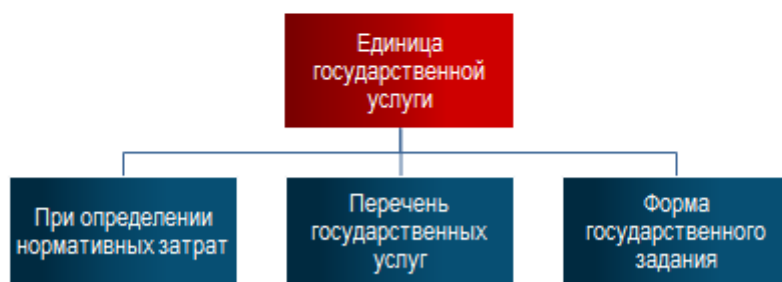 Единица
государственной
услуги
При определении
нормативных затрат
Перечень
государственных
услуг
Форма
государственного
задания